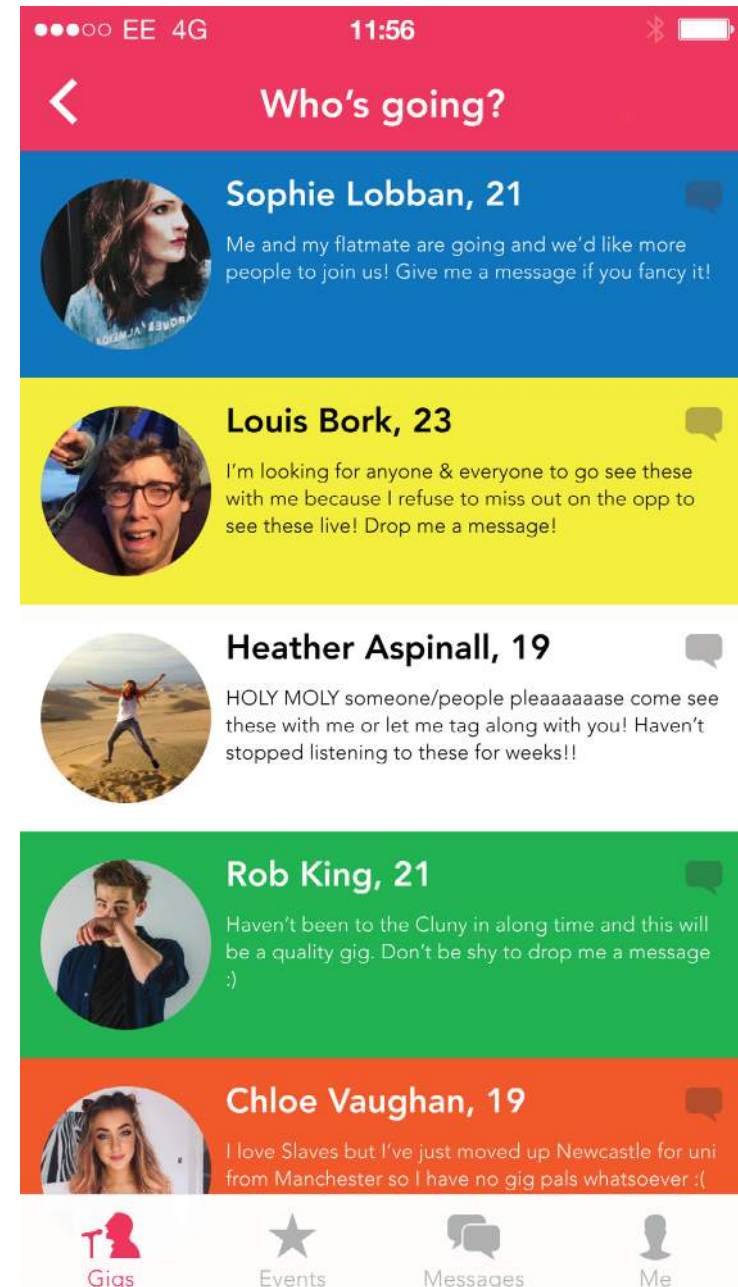 EE 4G
11:56
Who's going?
Sophie Lobban, 21
Me and my flatmate are going and we'd like more
people to join us! Give me a message if you fancy it!
Louis Bork, 23
I'm looking for anyone & everyone to go see these
with me because I refuse to miss out on the opp to
see these live! Drop me a message!
Heather Aspinall, 19
HOLY MOLY someone/people pleaaaaaase come see
these with me or let me tag along with you! Haven't
stopped listening to these for weeks!!
Rob King, 21
Haven't been to the Cluny in along time and this will
be a quality gig. Don't be shy to drop me a message
:)
Chloe Vaughan, 19
I love Slaves but I've just moved up Newcastle for uni
from Manchester so I have no gig pals whatsoever :(
Gigs
Events
Messages
Me